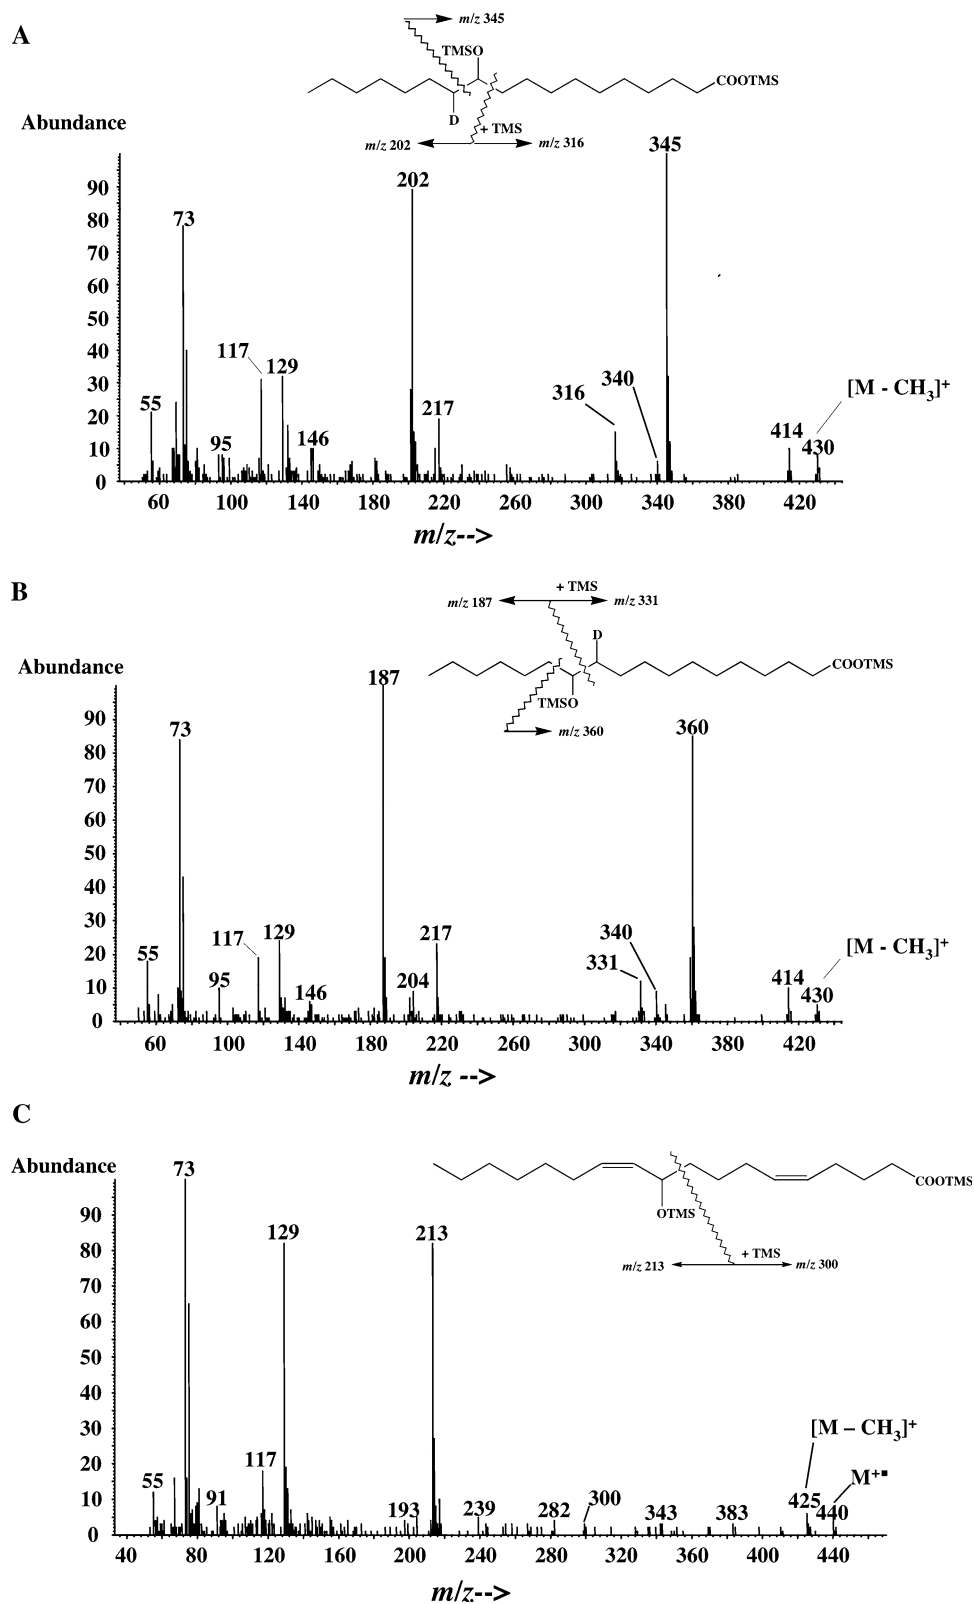 A
m/z 345
TMSO
COOTMS
D
+ TMS
m/z 202
m/z 316
Abundance
345
202
73
117
129
55
95
146
217
316
340
414
430
[M - CH₃]⁺
90
80
70
60
50
40
30
20
10
0
60 100 140 180 220 260 300 340 380 420
m/z-->
B
+ TMS
m/z 187
m/z 331
D
COOTMS
TMSO
m/z 360
Abundance
187
73
360
55
117
129
95
146
204
217
331
340
414
430
[M - CH₃]⁺
90
80
70
60
50
40
30
20
10
0
60 100 140 180 220 260 300 340 380 420
m/z -->
C
COOTMS
OTMS
+ TMS
m/z 213
m/z 300
Abundance
73
129
213
55
91
117
193
239
282
300
343
383
425
440
[M – CH₃]⁺
M⁺▪
90
80
70
60
50
40
30
20
10
0
40 80 120 160 200 240 280 320 360 400 440
m/z-->